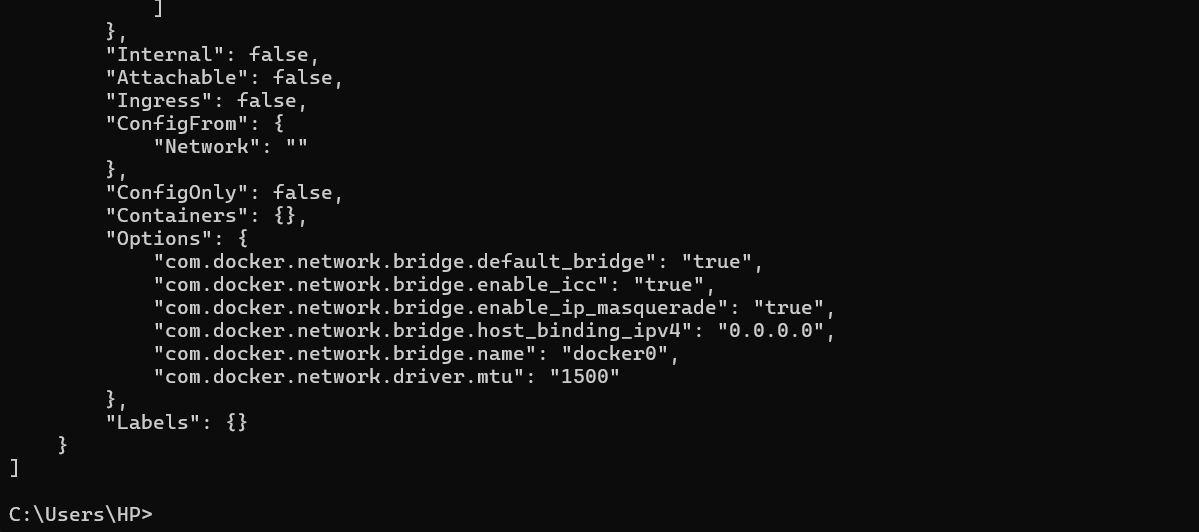 ]
        },
        "Internal": false,
        "Attachable": false,
        "Ingress": false,
        "ConfigFrom": {
            "Network": ""
        },
        "ConfigOnly": false,
        "Containers": {},
        "Options": {
            "com.docker.network.bridge.default_bridge": "true",
            "com.docker.network.bridge.enable_icc": "true",
            "com.docker.network.bridge.enable_ip_masquerade": "true",
            "com.docker.network.bridge.host_binding_ipv4": "0.0.0.0",
            "com.docker.network.bridge.name": "docker0",
            "com.docker.network.driver.mtu": "1500"
        },
        "Labels": {}
    }
]
C:\Users\HP>